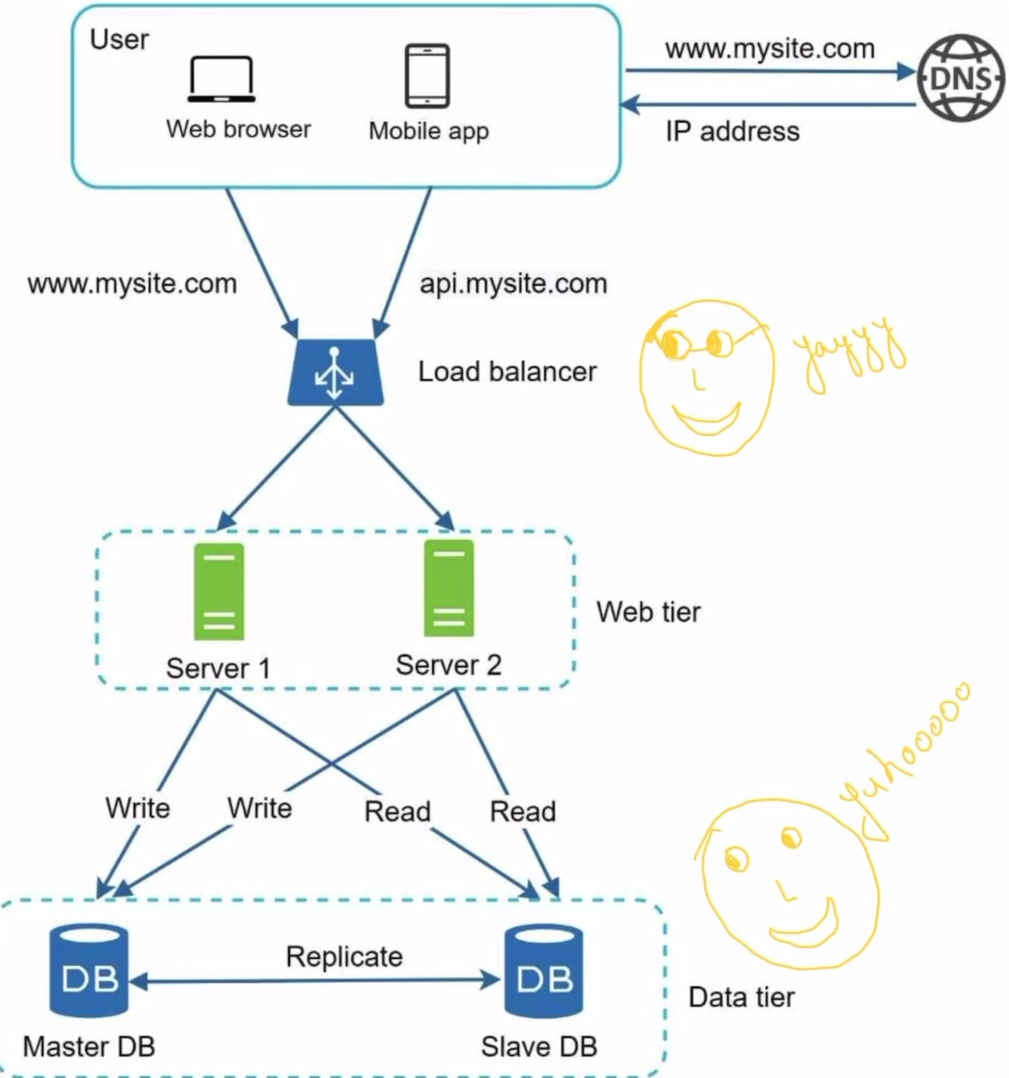 User
Web browser
Mobile app
www.mysite.com
DNS
IP address
www.mysite.com
api.mysite.com
Load balancer
yayyy
Web tier
Server 1
Server 2
yuhooooo
Write
Write
Read
Read
Replicate
DB
DB
Data tier
Master DB
Slave DB